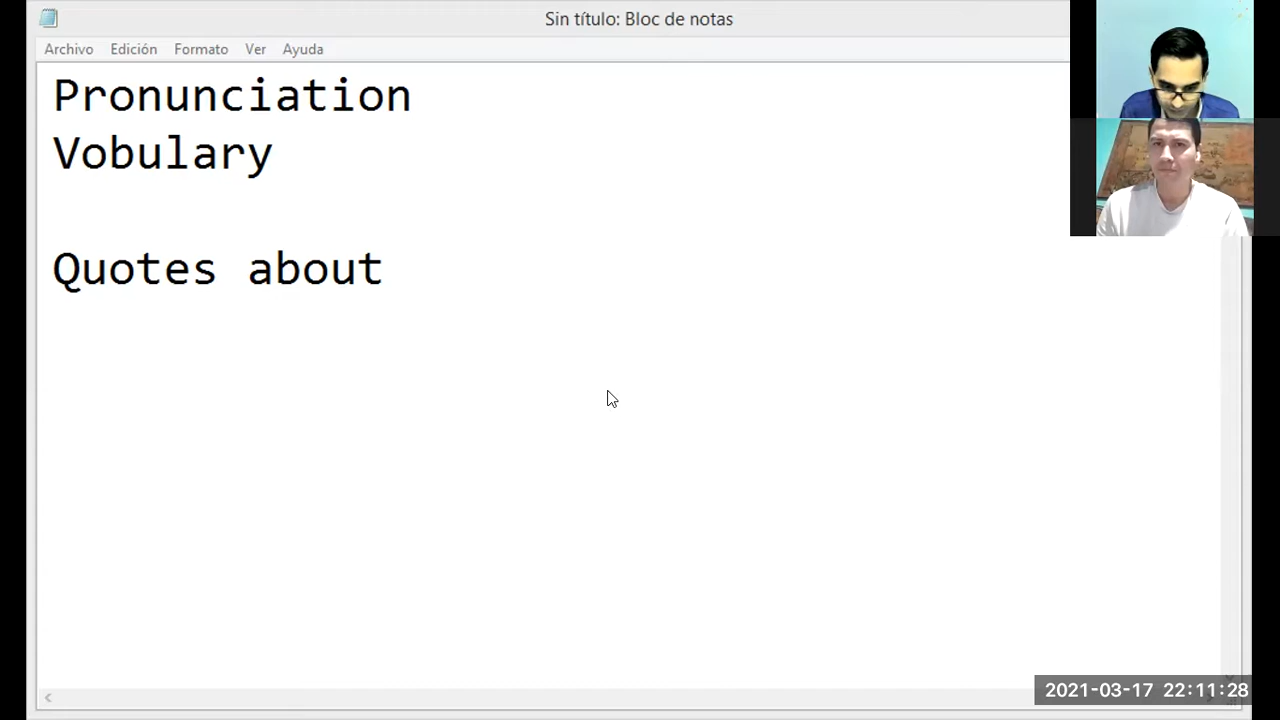 Sin título: Bloc de notas
Archivo Edición Formato Ver Ayuda
Pronunciation
Vobulary
Quotes about
2021-03-17 22:11:28